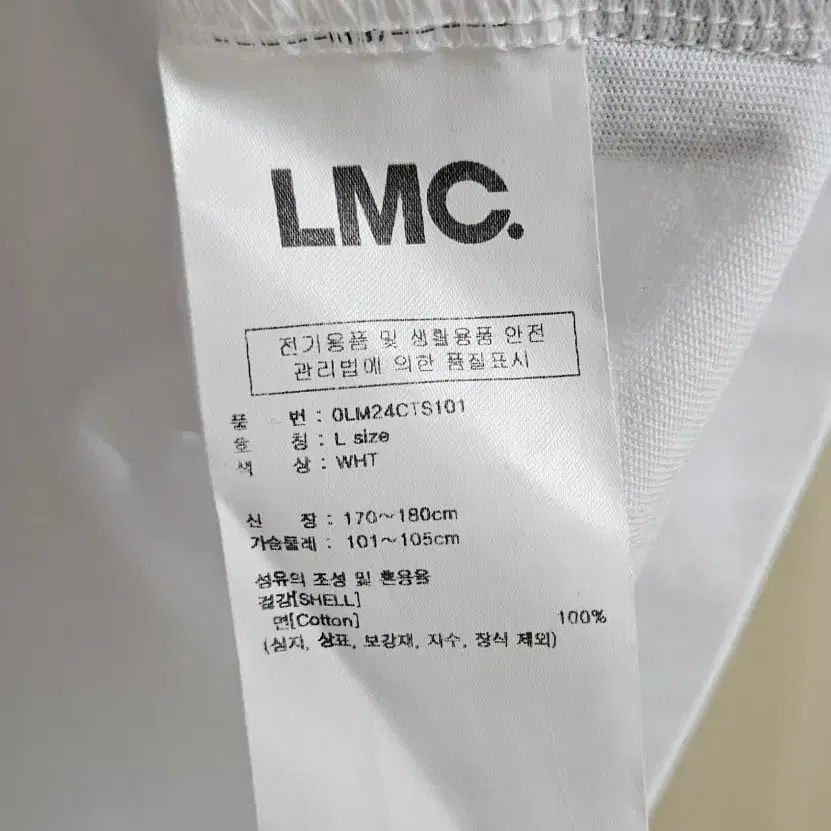 LMC.
전기용품 및 생활용품 안전
관리법에 의한 품질표시
품 번 : 0LM24CTS101
호 칭 : L size
색 상 : WHT
신 장 : 170~180cm
가슴둘레 : 101~105cm
섬유의 조성 및 혼용율
겉감[SHELL]
면[Cotton] 100%
(심지, 상표, 보강재, 자수, 장식 제외)